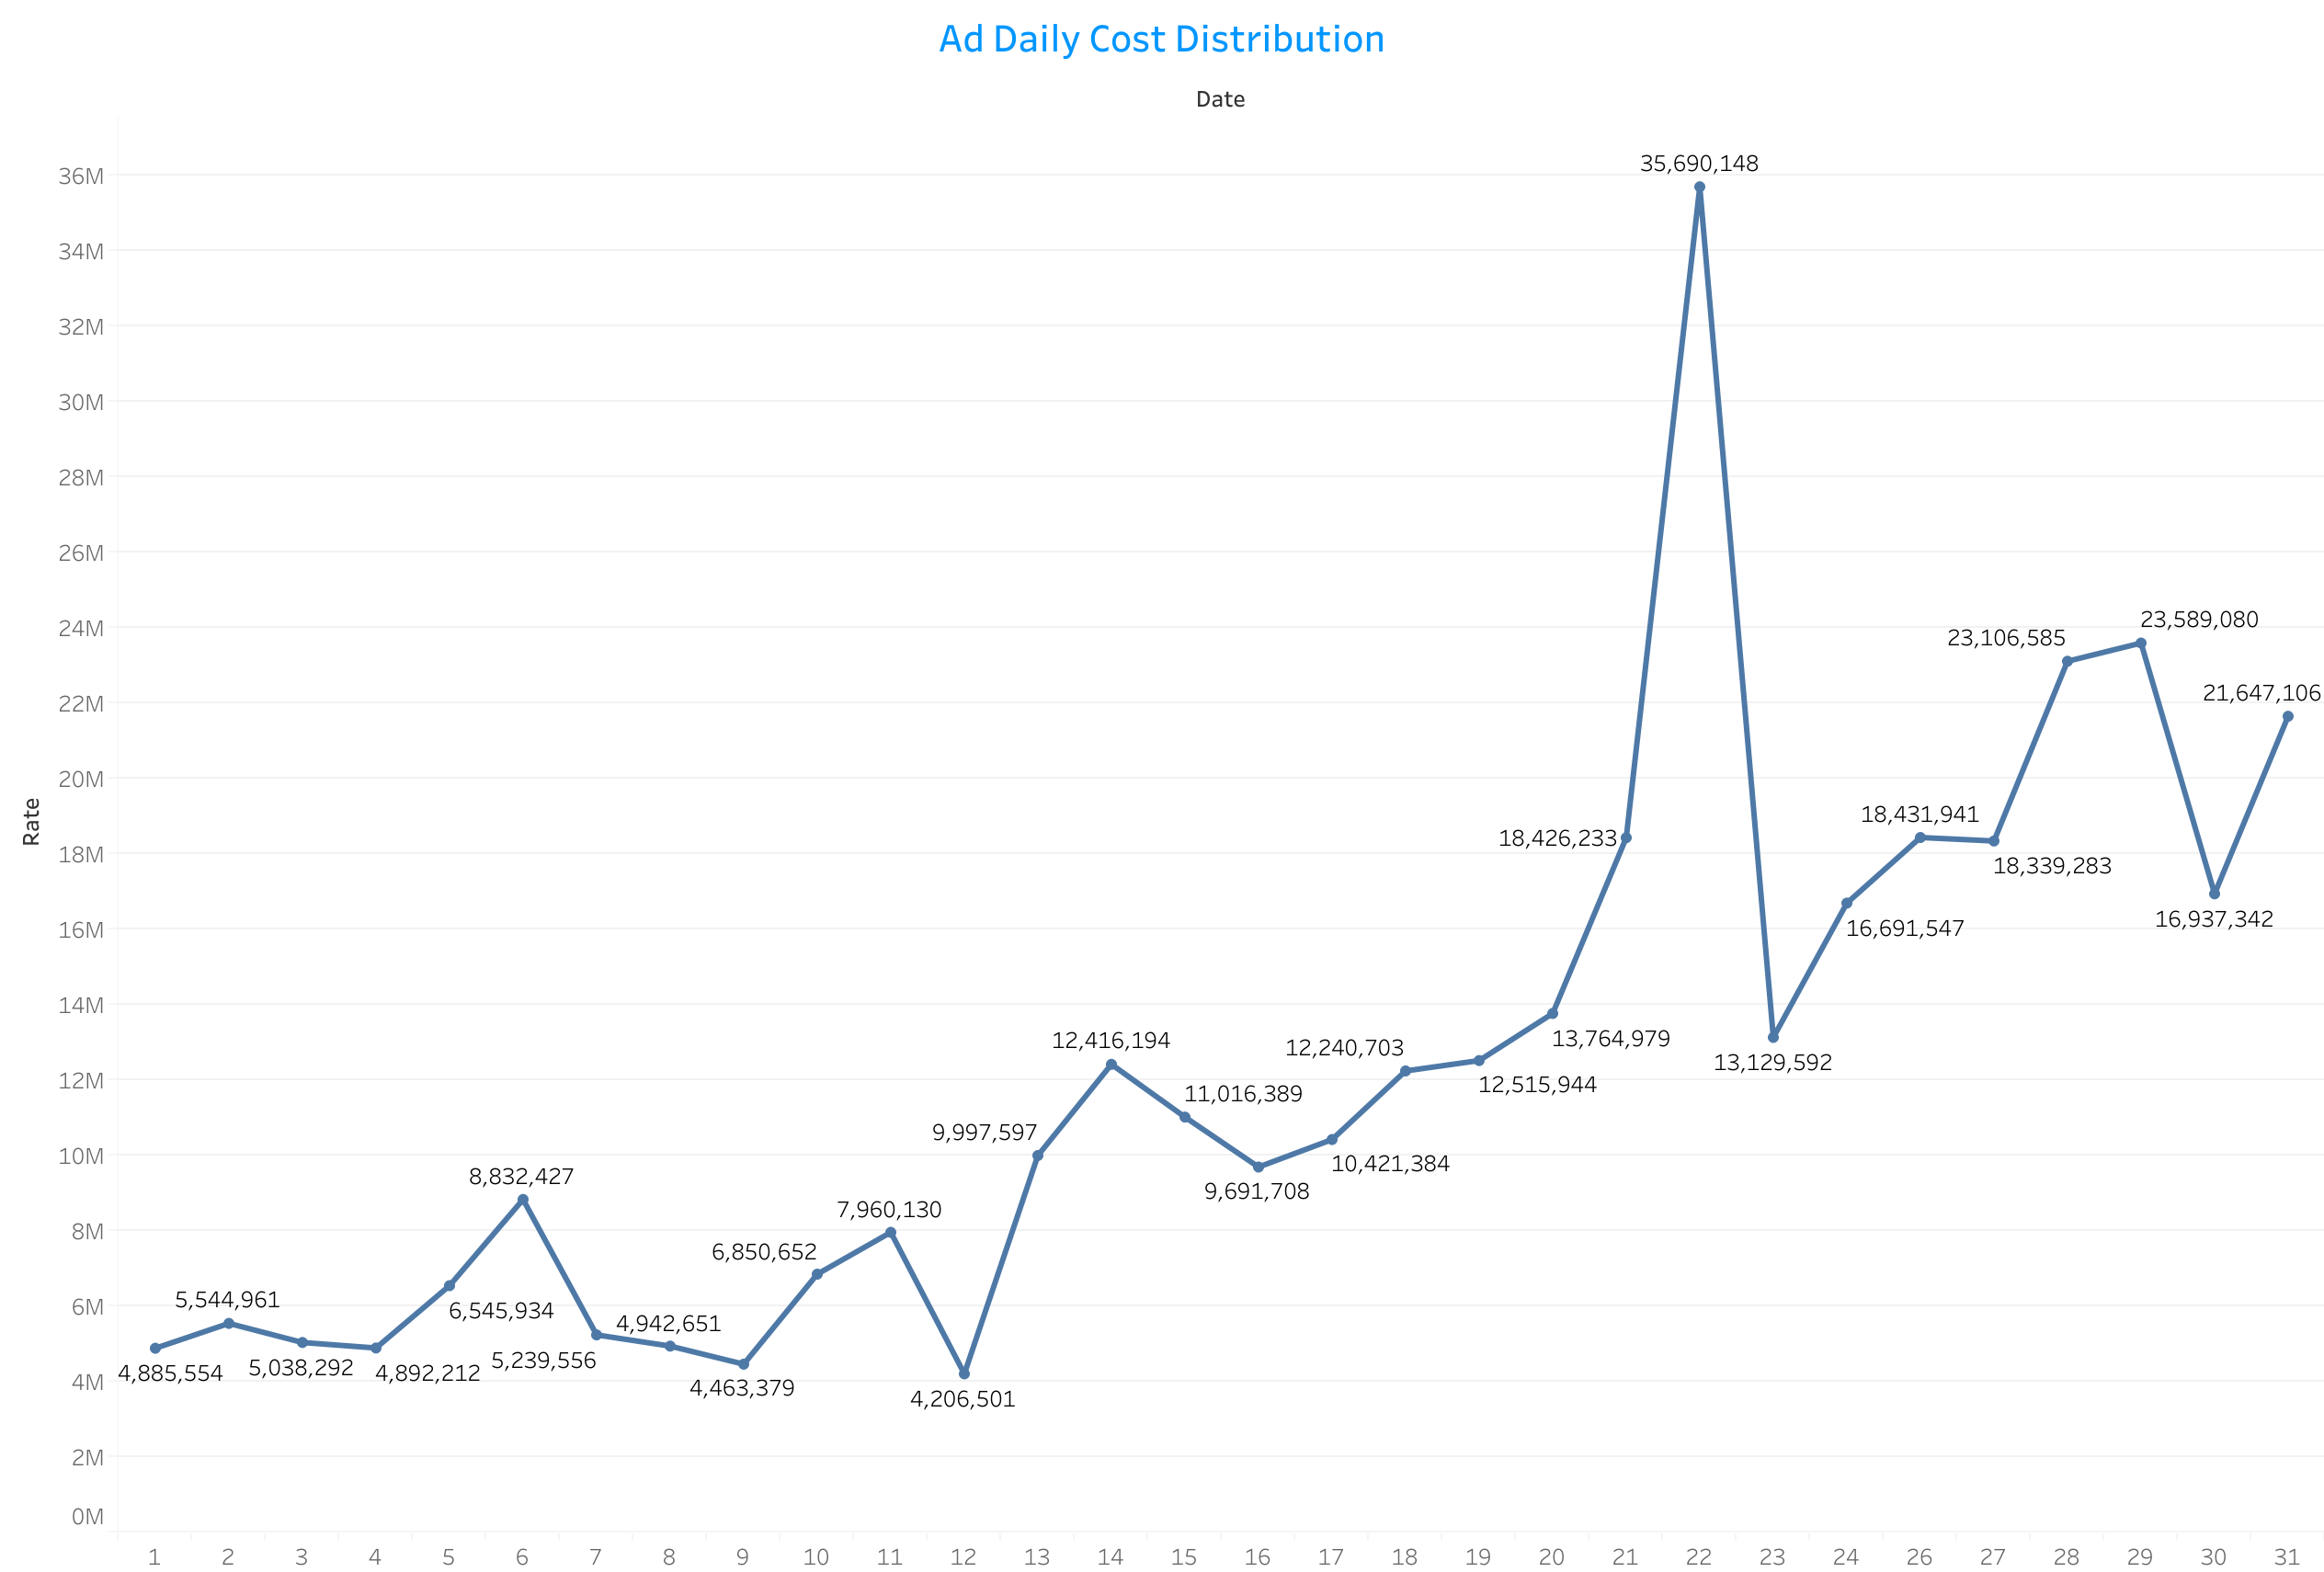 Ad Daily Cost Distribution
Date
35,690,148
36M
34M
32M
30M
28M
26M
24M
22M
20M
18M
16M
14M
12M
10M
8M
6M
4M
2M
0M
Rate
4,885,554
5,544,961
5,038,292
4,892,212
6,545,934
8,832,427
5,239,556
4,942,651
4,463,379
6,850,652
7,960,130
4,206,501
9,997,597
12,416,194
11,016,389
9,691,708
10,421,384
12,240,703
12,515,944
13,764,979
18,426,233
13,129,592
16,691,547
18,431,941
18,339,283
23,106,585
23,589,080
16,937,342
21,647,106
1 2 3 4 5 6 7 8 9 10 11 12 13 14 15 16 17 18 19 20 21 22 23 24 26 27 28 29 30 31